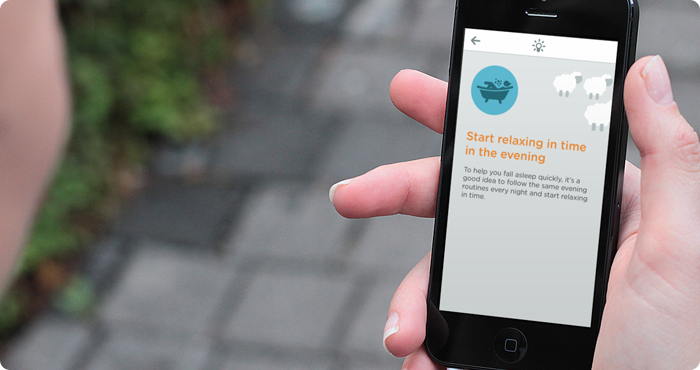 Start relaxing in time
in the evening
To help you fall asleep quickly, it's a
good idea to follow the same evening
routines every night and start relaxing
in time.